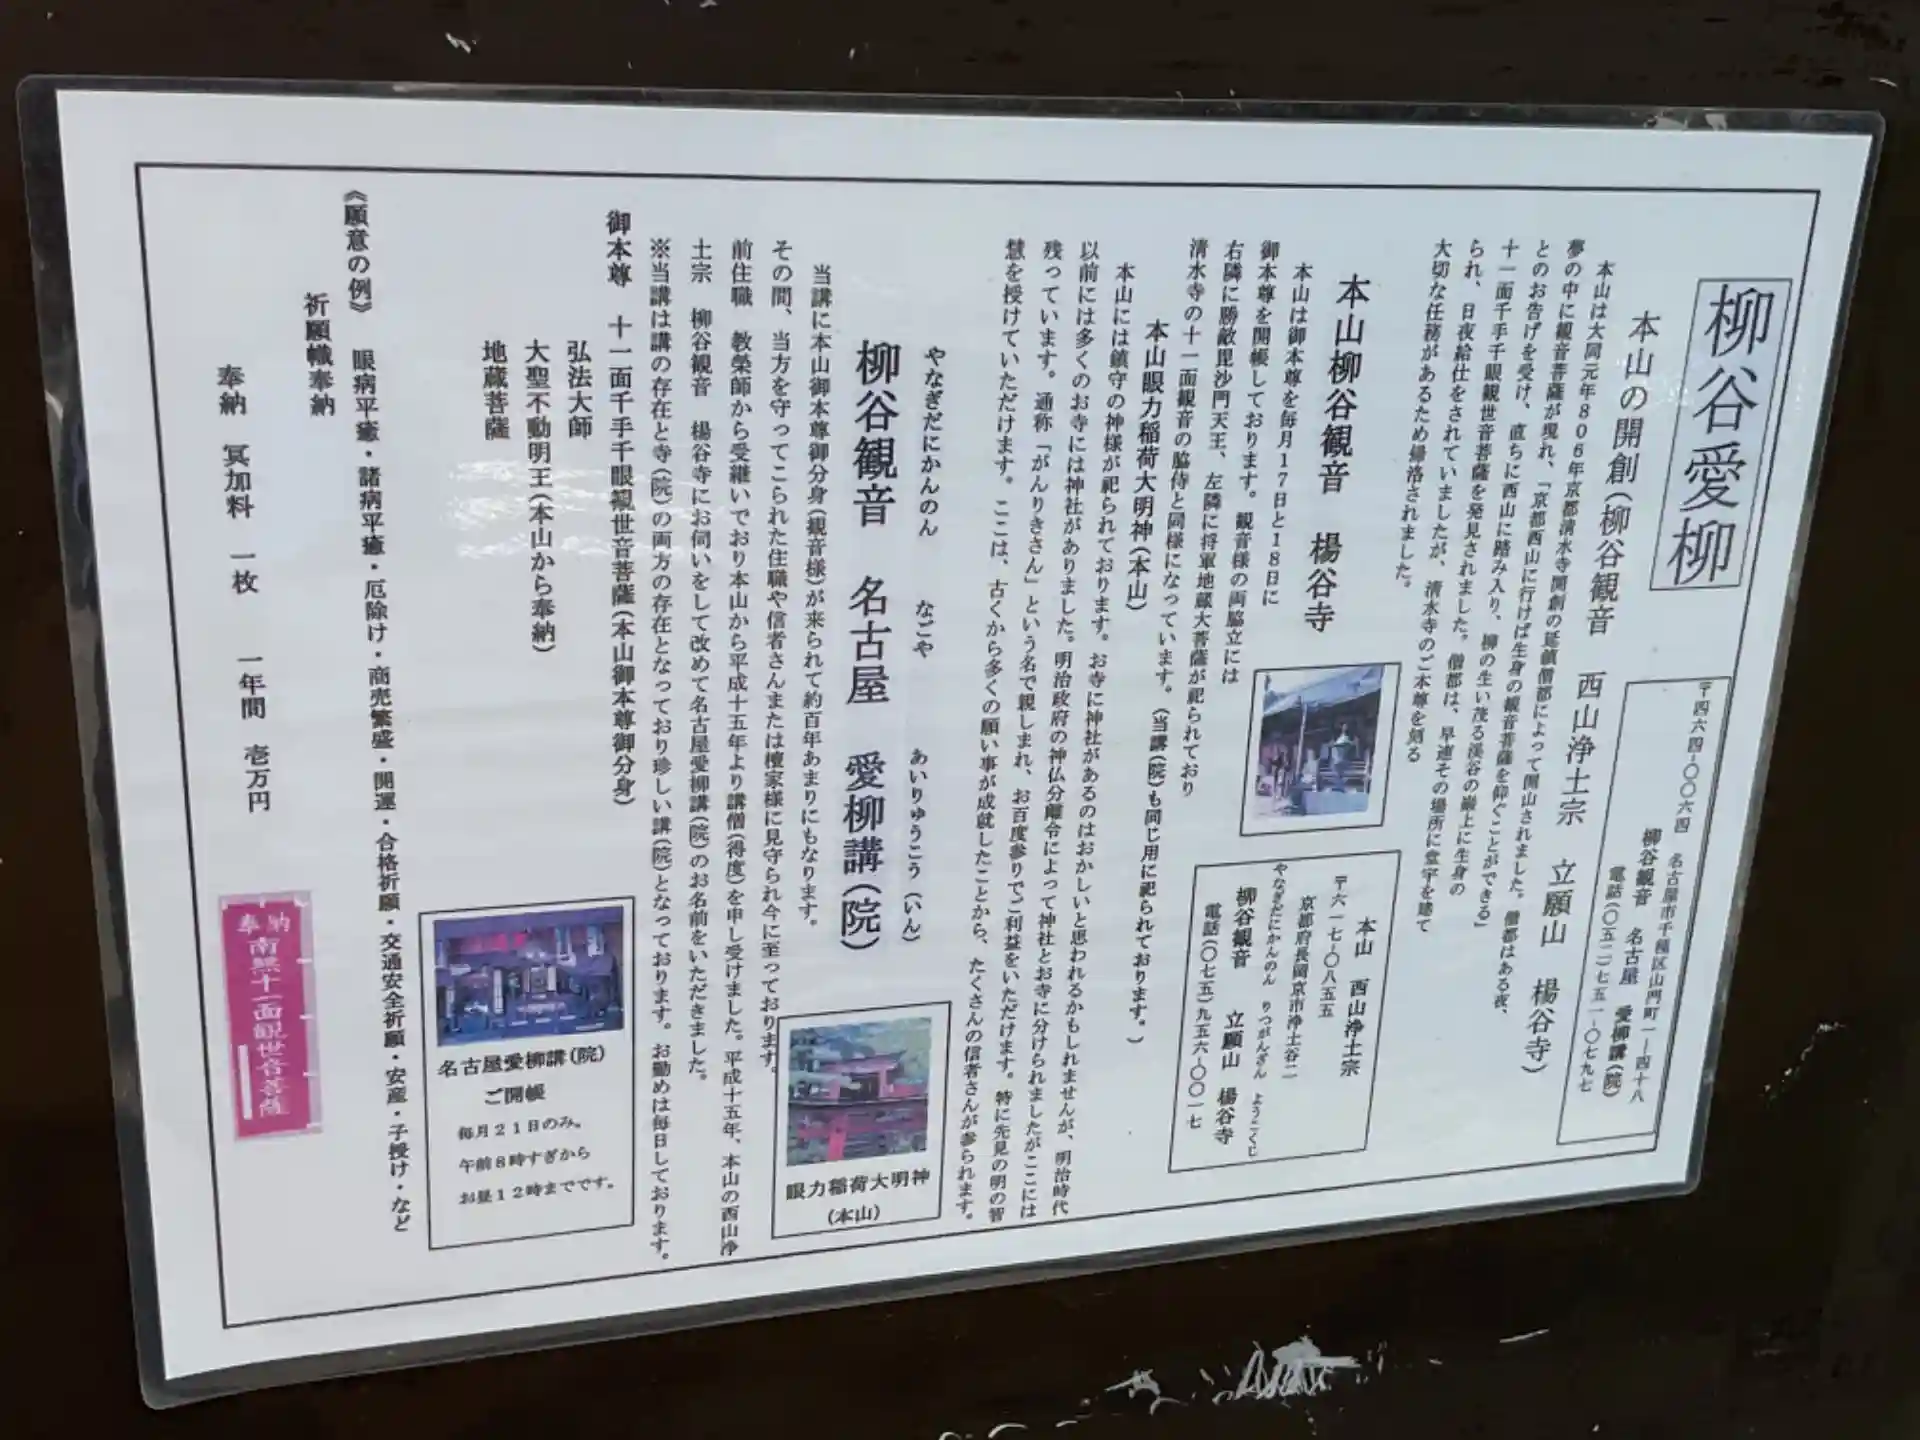 柳谷愛柳
〒四六四-〇〇六四 名古屋市千種区山門町一-四十八
柳谷観音 名古屋 愛柳講(院)
電話(〇五二)七五一-〇七九七
本山の開創(柳谷観音 西山浄土宗 立願山 楊谷寺)
本山は大同元年806年京都清水寺開創の延鎮僧都によって開山されました。僧都はある夜、
夢の中に観音菩薩が現れ、「京都西山に行けば生身の観音菩薩を仰ぐことができる」
とのお告げを受け、直ちに西山に踏み入り、柳の生い茂る渓谷の巌上に生身の
十一面千手千眼観世音菩薩を発見されました。僧都は、早速その場所に堂宇を建て
られ、日夜給仕をされていましたが、清水寺のご本尊を刻る
大切な任務があるため帰洛されました。
本山柳谷観音 楊谷寺
本山は御本尊を毎月17日と18日に
御本尊を開帳しております。観音様の両脇立には
右隣に勝敵毘沙門天王、左隣に将軍地蔵大菩薩が祀られており
清水寺の十一面観音の脇侍と同様になっています。(当講(院)も同じ用に祀られております。)
本山 西山浄土宗
〒六一七-〇八五五
京都府長岡京市浄土谷二
やなぎだにかんのん りつがんざん ようこくじ
柳谷観音 立願山 楊谷寺
電話(〇七五)九五六-〇〇一七
本山眼力稲荷大明神(本山)
本山には鎮守の神様が祀られております。お寺に神社があるのはおかしいと思われるかもしれませんが、明治時代
以前には多くのお寺には神社がありました。明治政府の神仏分離令によって神社とお寺に分けられましたがここには
残っています。通称「がんりきさん」という名で親しまれ、お百度参りでご利益をいただけます。特に先見の明の智
慧を授けていただけます。ここは、古くから多くの願い事が成就したことから、たくさんの信者さんが参られます。
やなぎだにかんのん なごや あいりゅうこう(いん)
柳谷観音 名古屋 愛柳講(院)
当講に本山御本尊御分身(観音様)が来られて約百年あまりにもなります。
その間、当方を守ってこられた住職や信者さんまたは檀家様に見守られ今に至っております。
前住職 教榮師から受継いでおり本山から平成十五年より講僧(得度)を申し受けました。平成十五年、本山の西山浄
土宗 柳谷観音 楊谷寺にお伺いをして改めて名古屋愛柳講(院)のお名前をいただきました。
※当講は講の存在と寺(院)の両方の存在となっており珍しい講(院)となっております。お勤めは毎日しております。
眼力稲荷大明神
(本山)
御本尊 十一面千手千眼観世音菩薩(本山御本尊御分身)
弘法大師
大聖不動明王(本山から奉納)
地蔵菩薩
名古屋愛柳講(院)
ご開帳
毎月21日のみ。
午前8時すぎから
お昼12時までです。
《願意の例》 眼病平癒・諸病平癒・厄除け・商売繁盛・開運・合格祈願・交通安全祈願・安産・子授け・など
祈願幟奉納
奉納 冥加料 一枚 一年間 壱万円
奉納
南無十一面観世音菩薩